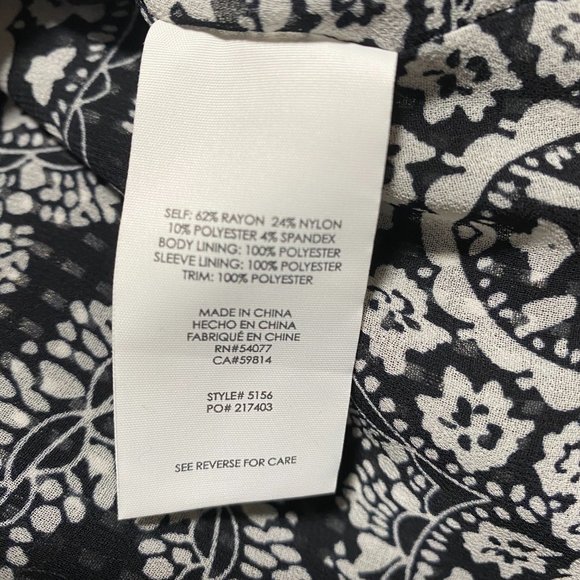 SELF: 62% RAYON 24% NYLON
10% POLYESTER 4% SPANDEX
BODY LINING: 100% POLYESTER
SLEEVE LINING: 100% POLYESTER
TRIM: 100% POLYESTER
MADE IN CHINA
HECHO EN CHINA
FABRIQUÉ EN CHINE
RN#54077
CA#59814
STYLE# 5156
PO# 217403
SEE REVERSE FOR CARE